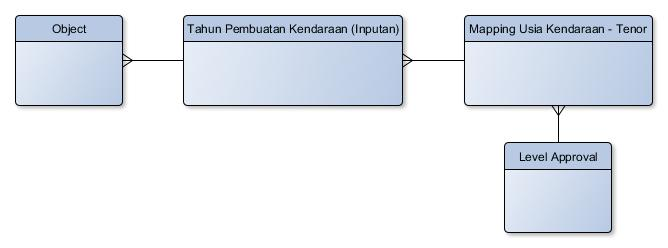 Object
Tahun Pembuatan Kendaraan (Inputan)
Mapping Usia Kendaraan - Tenor
Level Approval